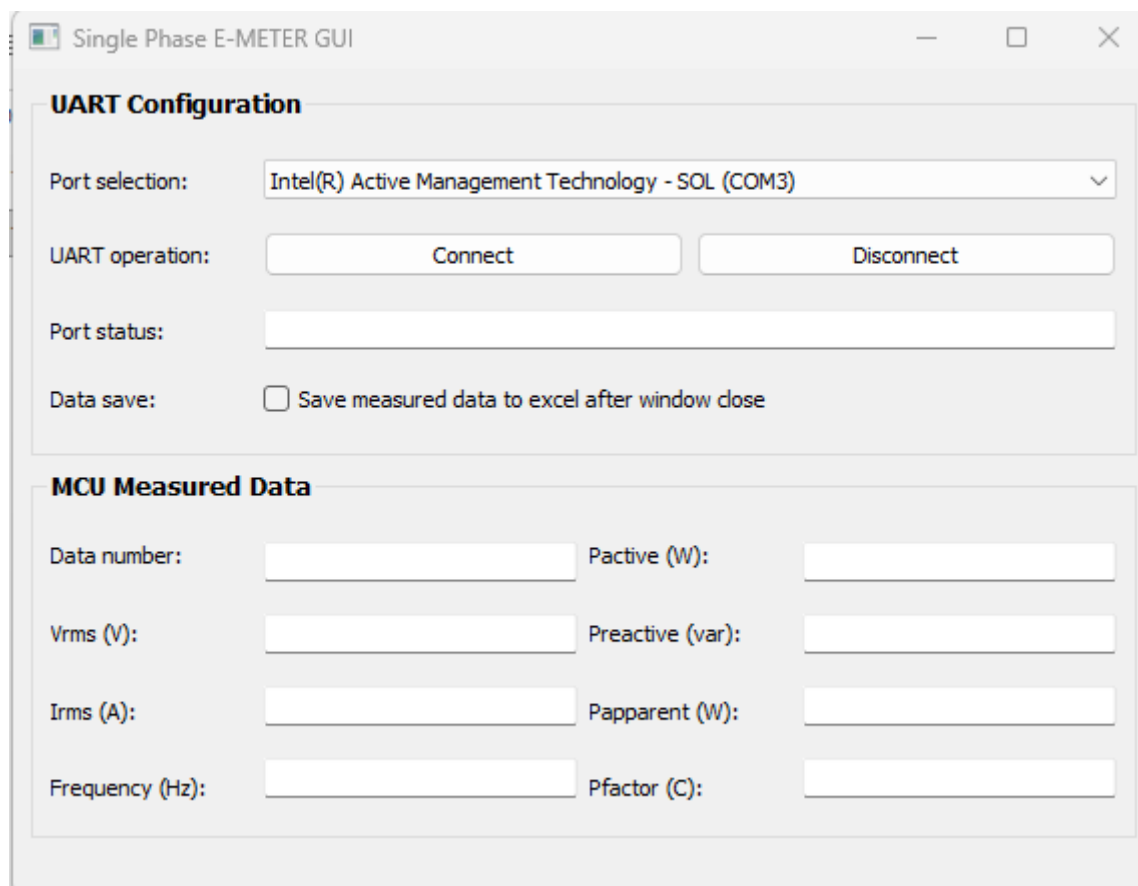 Single Phase E-METER GUI
UART Configuration
Port selection: Intel(R) Active Management Technology - SOL (COM3)
UART operation: Connect Disconnect
Port status:
Data save: Save measured data to excel after window close
MCU Measured Data
Data number: Pactive (W):
Vrms (V): Preactive (var):
Irms (A): Papparent (W):
Frequency (Hz): Pfactor (C):